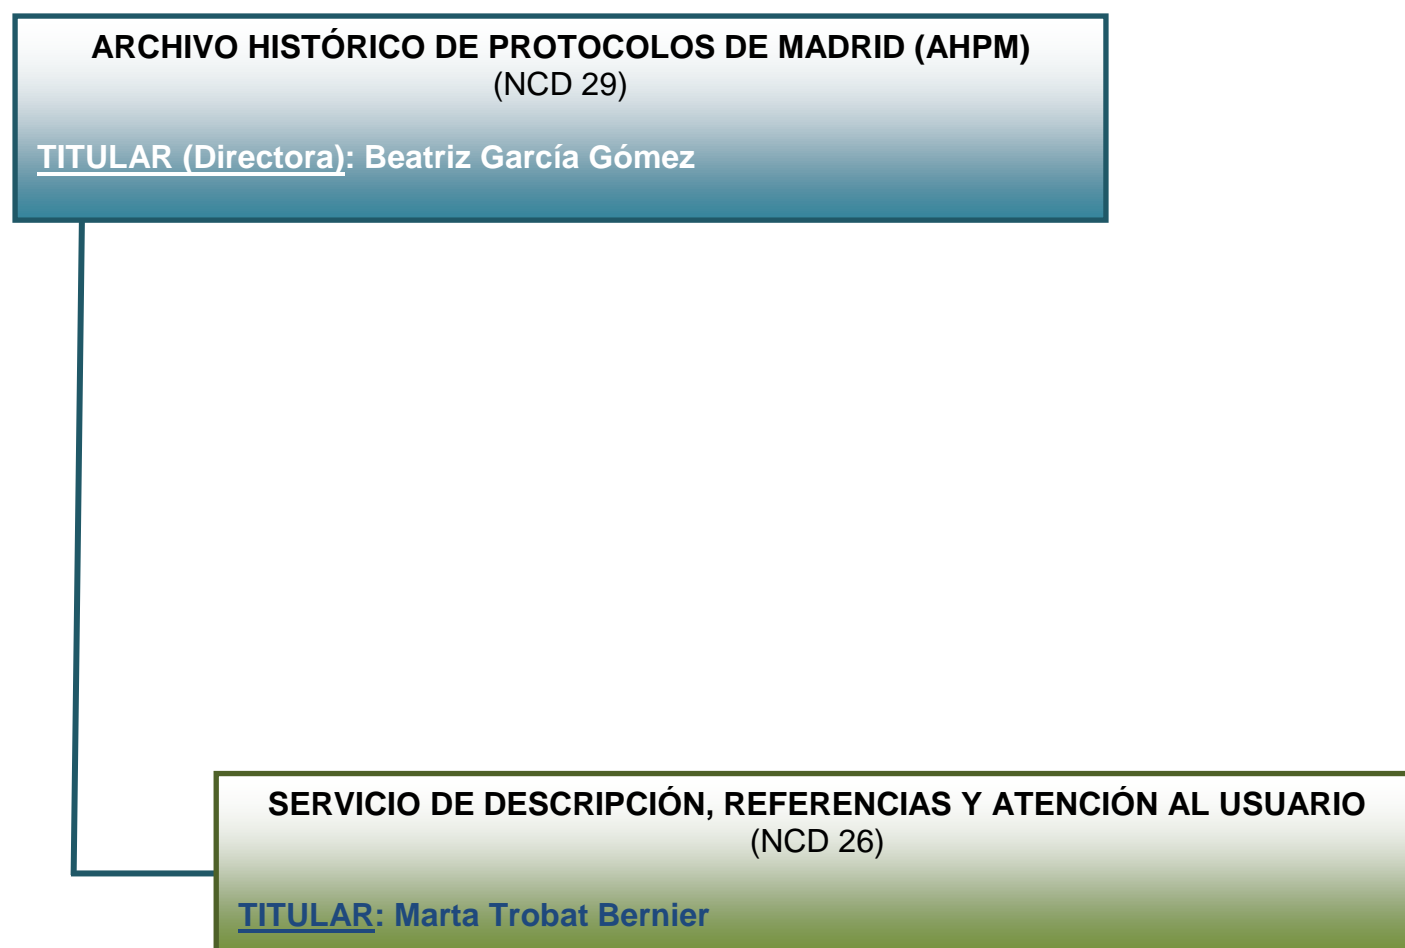 ARCHIVO HISTÓRICO DE PROTOCOLOS DE MADRID (AHPM)
(NCD 29)
TITULAR (Directora): Beatriz García Gómez
SERVICIO DE DESCRIPCIÓN, REFERENCIAS Y ATENCIÓN AL USUARIO
(NCD 26)
TITULAR: Marta Trobat Bernier